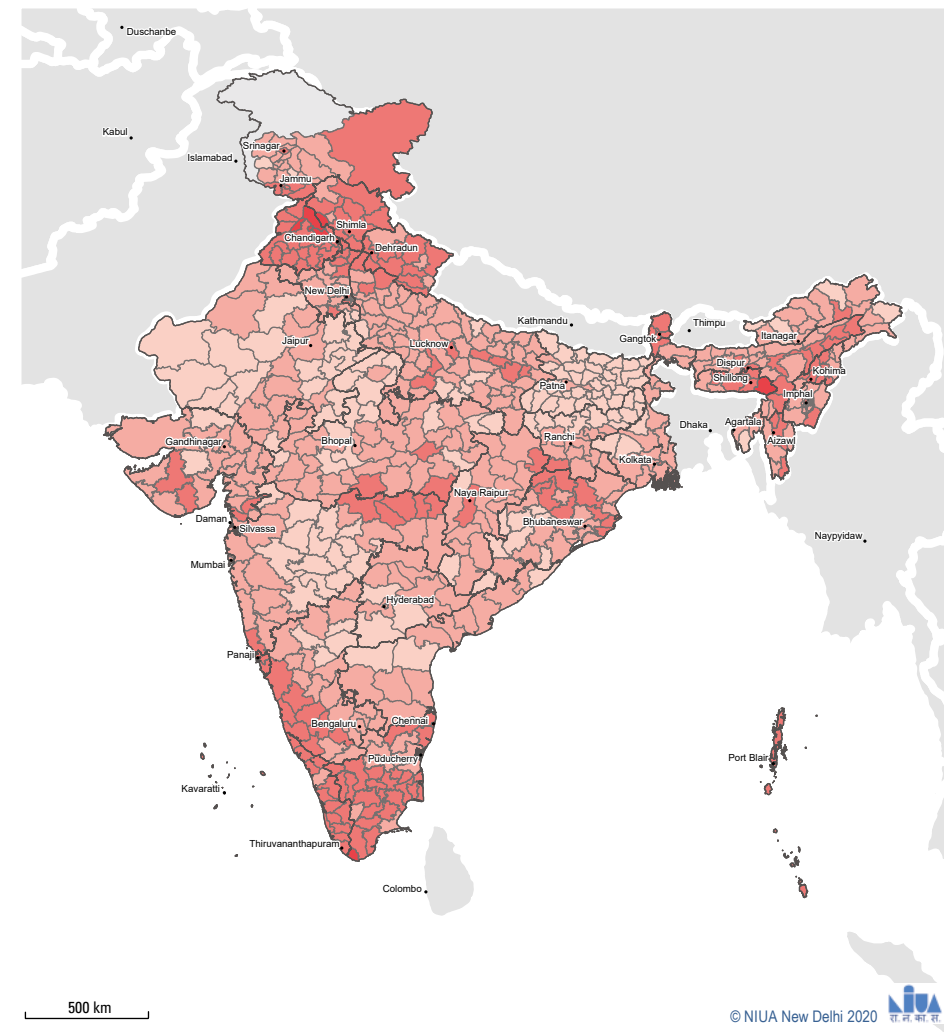 Duschanbe
Kabul
Islamabad
Srinagar
Jammu
Shimla
Chandigarh
Dehradun
New Delhi
Kathmandu
Thimpu
Gangtok
Itanagar
Jaipur
Lucknow
Dispur
Shillong
Kohima
Patna
Imphal
Dhaka
Agartala
Aizawl
Gandhinagar
Bhopal
Ranchi
Kolkata
Naya Raipur
Daman
Silvassa
Bhubaneswar
Naypyidaw
Mumbai
Hyderabad
Panaji
Bengaluru
Chennai
Puducherry
Port Blair
Kavaratti
Thiruvananthapuram
Colombo
500 km
© NIUA New Delhi 2020
NIUA
रा. न. का. सं.